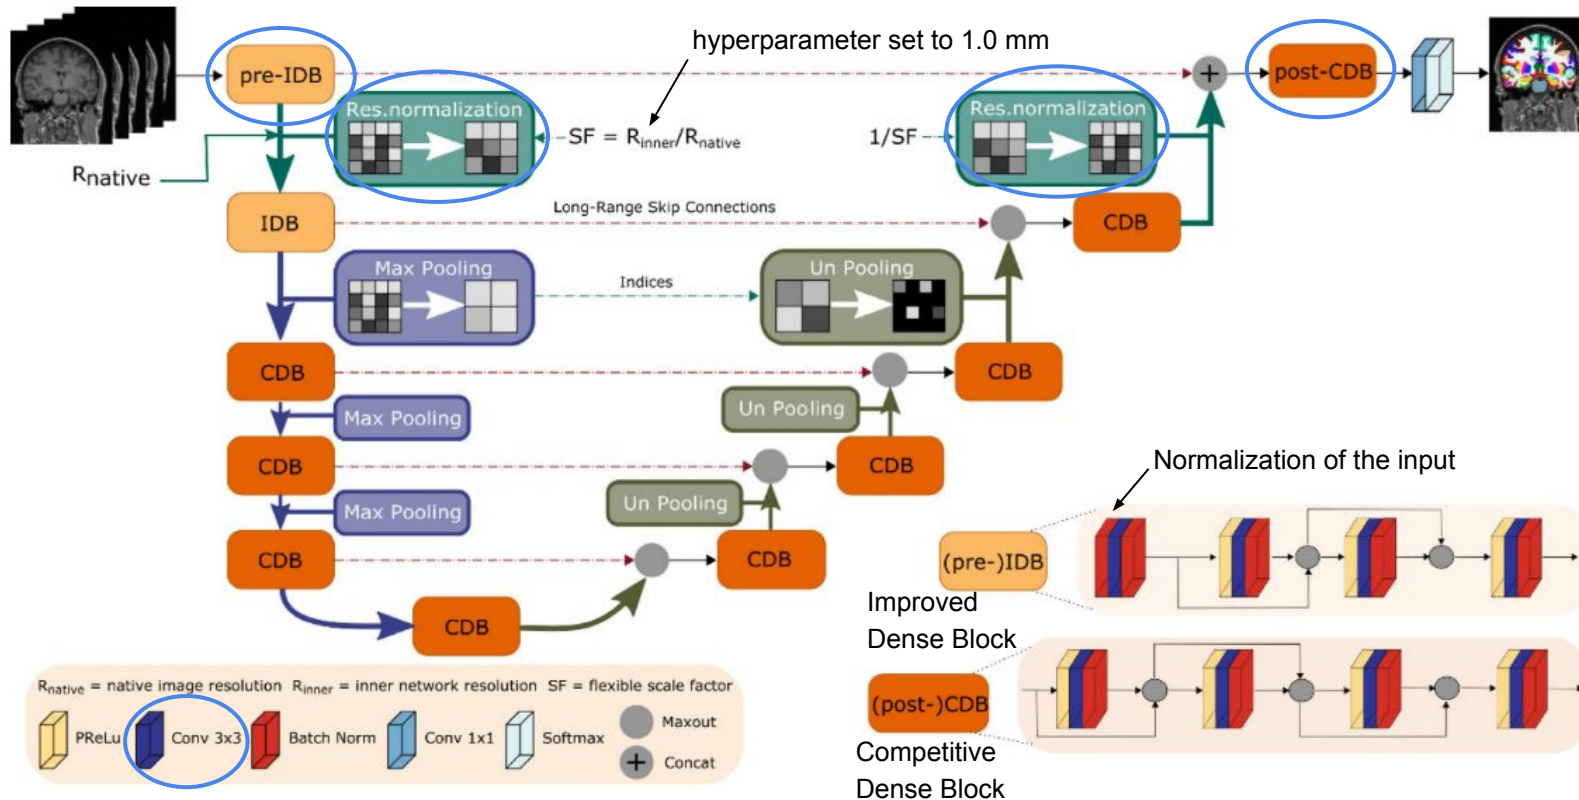 hyperparameter set to 1.0 mm
pre-IDB
post-CDB
Res.normalization
Res.normalization
SF = Rinner/Rnative
1/SF
Rnative
IDB
Long-Range Skip Connections
CDB
Max Pooling
Indices
Un Pooling
CDB
CDB
Max Pooling
Un Pooling
CDB
CDB
Max Pooling
Un Pooling
CDB
CDB
CDB
Normalization of the input
(pre-)IDB
Improved
Dense Block
(post-)CDB
Competitive
Dense Block
Rnative = native image resolution Rinner = inner network resolution SF = flexible scale factor
PReLu
Conv 3x3
Batch Norm
Conv 1x1
Softmax
Maxout
+ Concat